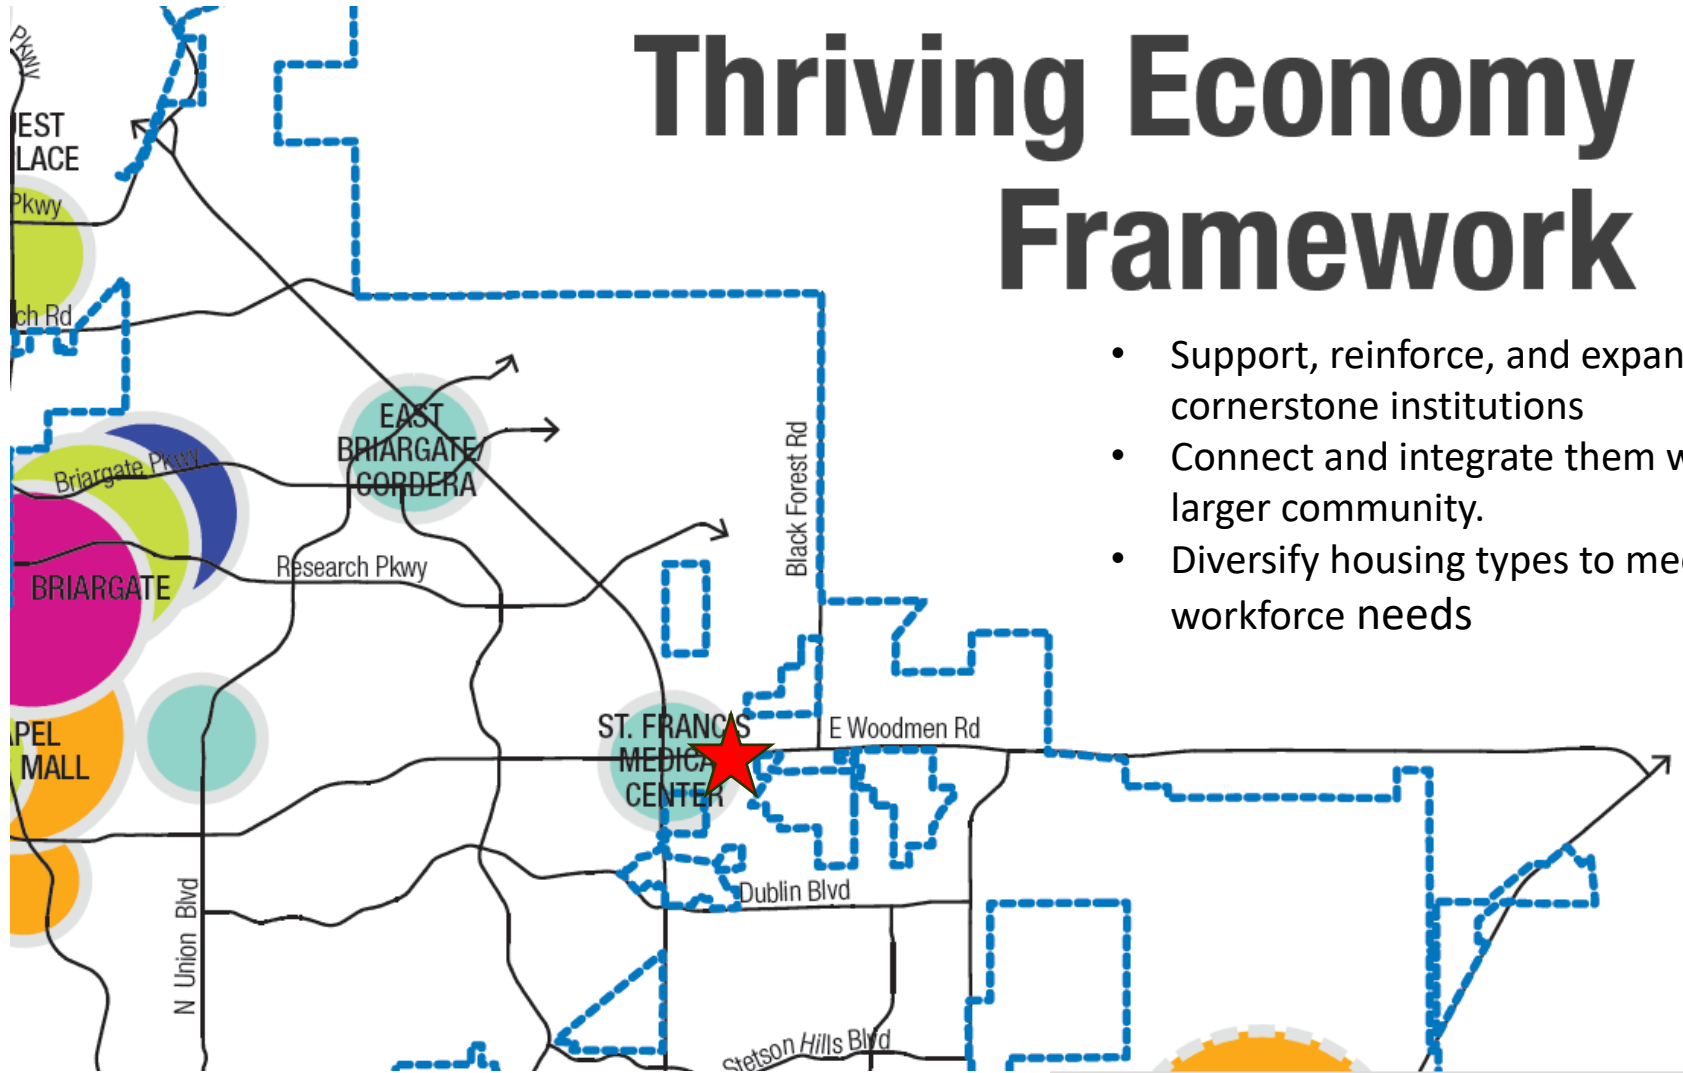 Thriving Economy
Framework
• Support, reinforce, and expan
cornerstone institutions
• Connect and integrate them w
larger community.
• Diversify housing types to me
workforce needs
Pkwy
EST
LACE
Pkwy
ch Rd
EAST
BRIARGATE/
CORDERA
Briargate Pkwy
Black Forest Rd
Research Pkwy
BRIARGATE
ST. FRANCIS
MEDICA
CENTER
E Woodmen Rd
APEL
MALL
Dublin Blvd
N Union Blvd
Stetson Hills Blvd